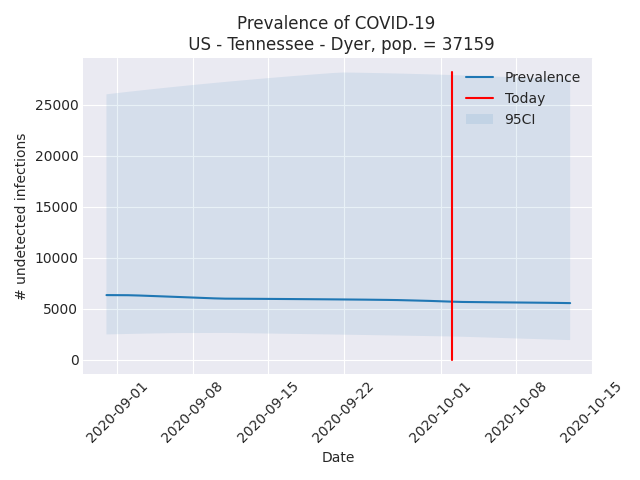 Prevalence of COVID-19
US - Tennessee - Dyer, pop. = 37159
Prevalence
Today
95CI
# undetected infections
25000
20000
15000
10000
5000
0
2020-09-01
2020-09-08
2020-09-15
2020-09-22
2020-10-01
2020-10-08
2020-10-15
Date